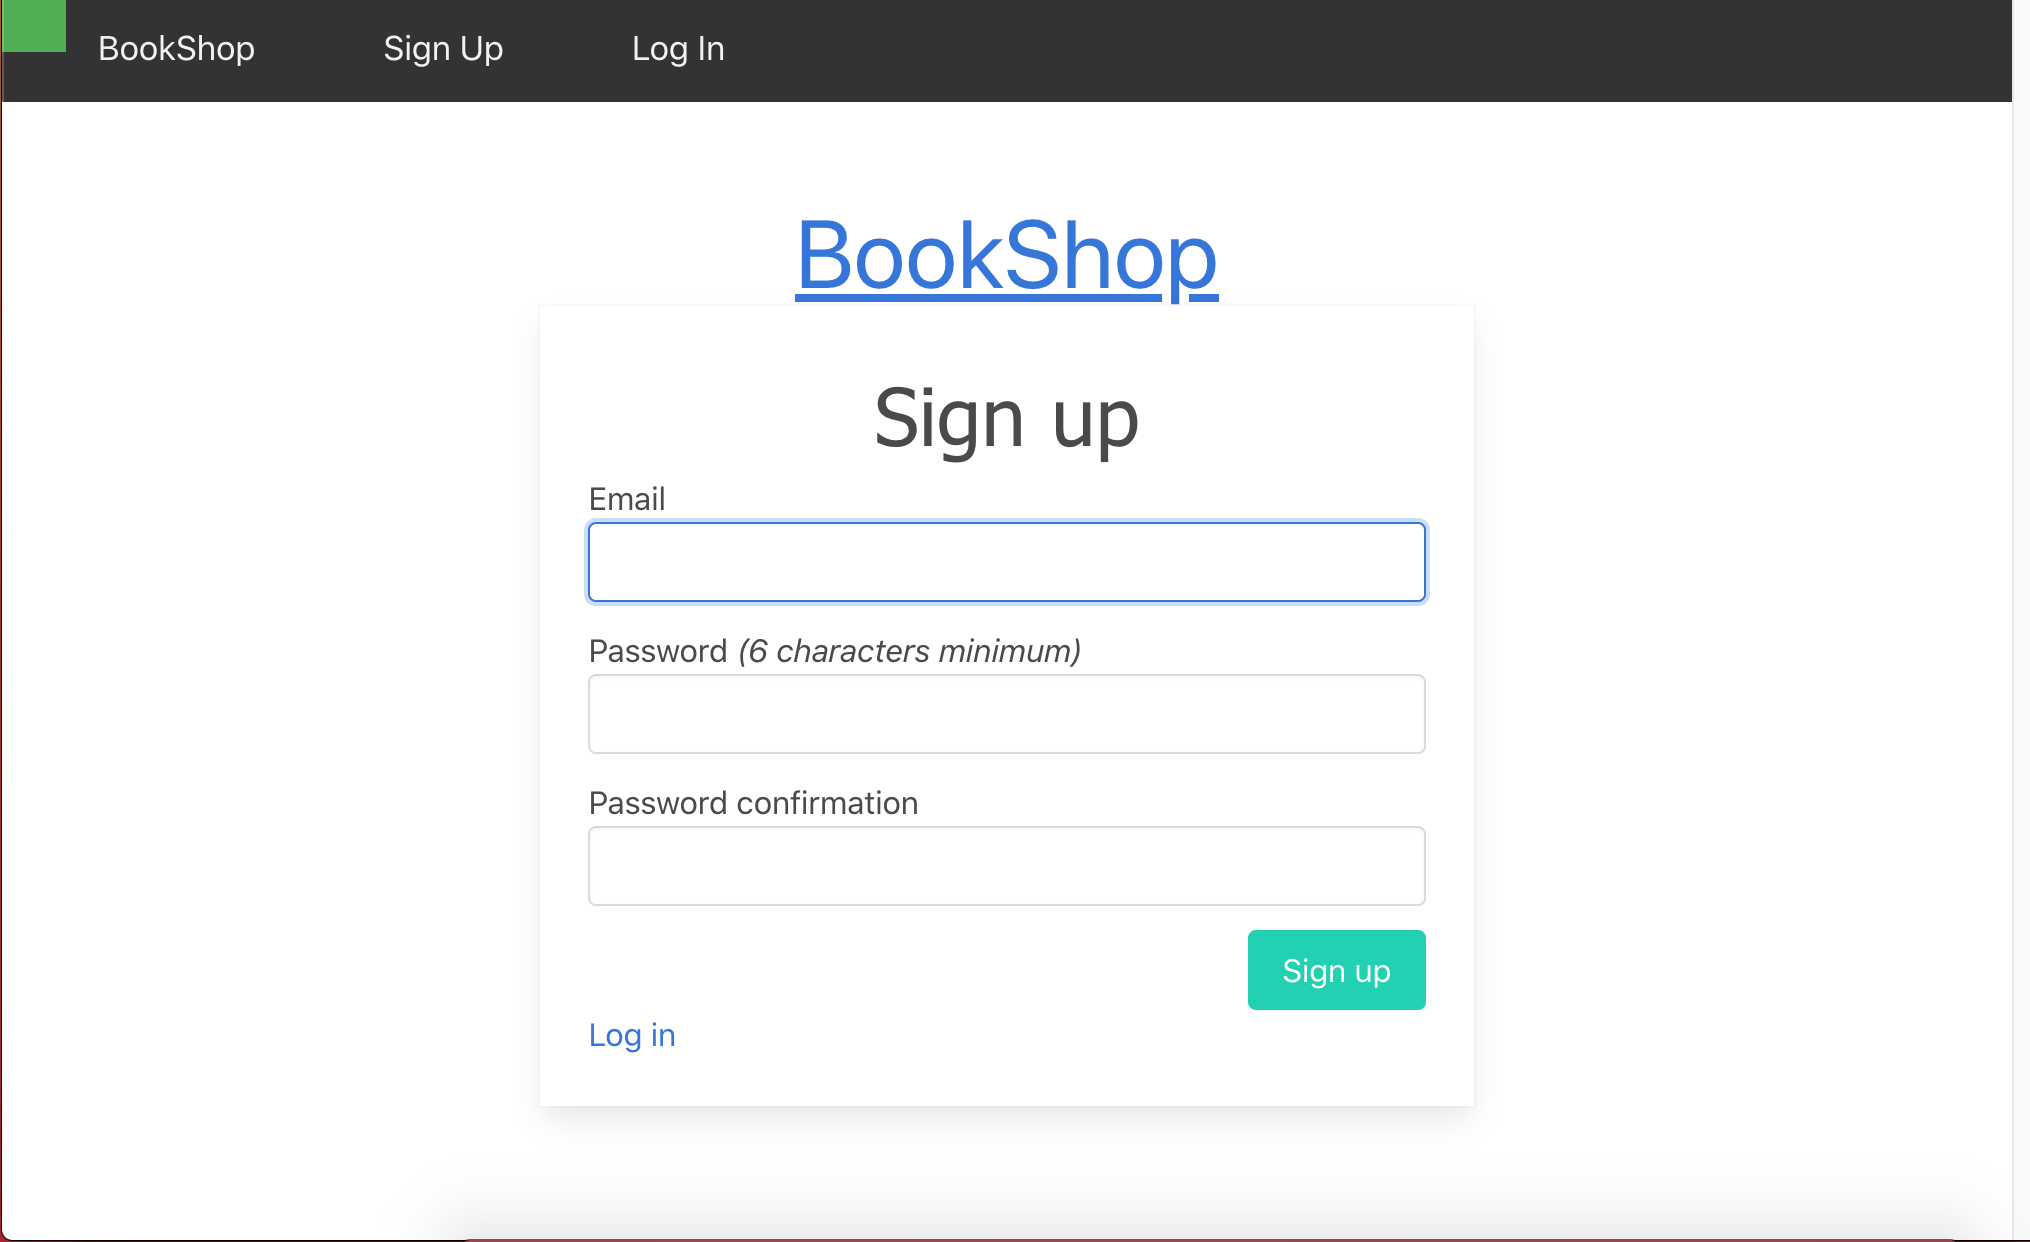 BookShop Sign Up Log In
BookShop
Sign up
Email
Password (6 characters minimum)
Password confirmation
Sign up
Log in